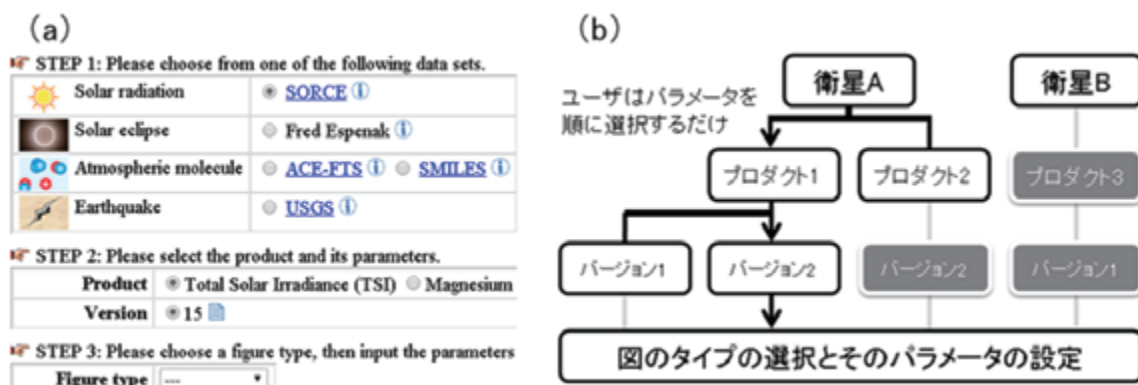 (a)
STEP 1: Please choose from one of the following data sets.
Solar radiation SORCE
Solar eclipse Fred Espenak
Atmospheric molecule ACE-FTS SMILES
Earthquake USGS
STEP 2: Please select the product and its parameters.
Product Total Solar Irradiance (TSI) Magnesium
Version 15
STEP 3: Please choose a figure type, then input the parameters
Figure type ---
(b)
衛星A 衛星B
ユーザはパラメータを
順に選択するだけ
プロダクト1 プロダクト2 プロダクト3
バージョン1 バージョン2 バージョン2 バージョン1
図のタイプの選択とそのパラメータの設定